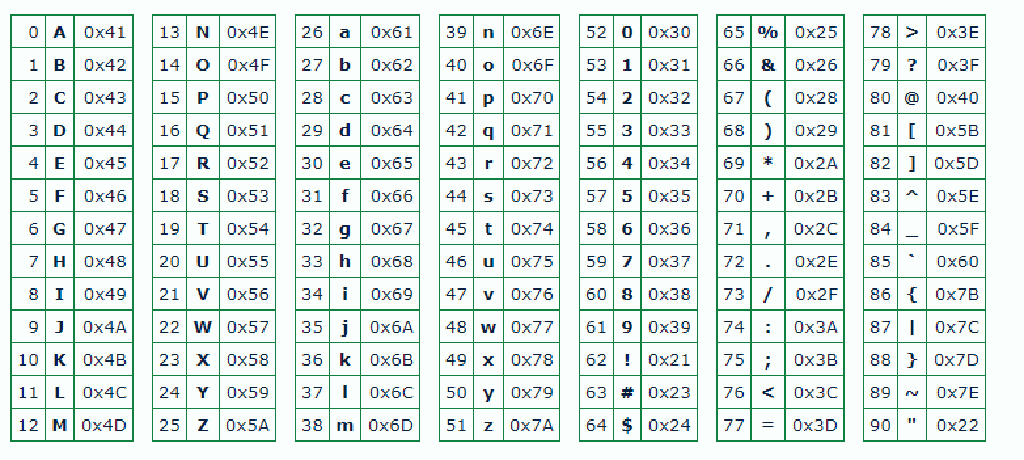 0 A 0x41 13 N 0x4E 26 a 0x61 39 n 0x6E 52 0 0x30 65 % 0x25 78 > 0x3E
1 B 0x42 14 O 0x4F 27 b 0x62 40 o 0x6F 53 1 0x31 66 & 0x26 79 ? 0x3F
2 C 0x43 15 P 0x50 28 c 0x63 41 p 0x70 54 2 0x32 67 ( 0x28 80 @ 0x40
3 D 0x44 16 Q 0x51 29 d 0x64 42 q 0x71 55 3 0x33 68 ) 0x29 81 [ 0x5B
4 E 0x45 17 R 0x52 30 e 0x65 43 r 0x72 56 4 0x34 69 * 0x2A 82 ] 0x5D
5 F 0x46 18 S 0x53 31 f 0x66 44 s 0x73 57 5 0x35 70 + 0x2B 83 ^ 0x5E
6 G 0x47 19 T 0x54 32 g 0x67 45 t 0x74 58 6 0x36 71 , 0x2C 84 _ 0x5F
7 H 0x48 20 U 0x55 33 h 0x68 46 u 0x75 59 7 0x37 72 . 0x2E 85 ` 0x60
8 I 0x49 21 V 0x56 34 i 0x69 47 v 0x76 60 8 0x38 73 / 0x2F 86 { 0x7B
9 J 0x4A 22 W 0x57 35 j 0x6A 48 w 0x77 61 9 0x39 74 : 0x3A 87 | 0x7C
10 K 0x4B 23 X 0x58 36 k 0x6B 49 x 0x78 62 ! 0x21 75 ; 0x3B 88 } 0x7D
11 L 0x4C 24 Y 0x59 37 l 0x6C 50 y 0x79 63 # 0x23 76 < 0x3C 89 ~ 0x7E
12 M 0x4D 25 Z 0x5A 38 m 0x6D 51 z 0x7A 64 $ 0x24 77 = 0x3D 90 " 0x22